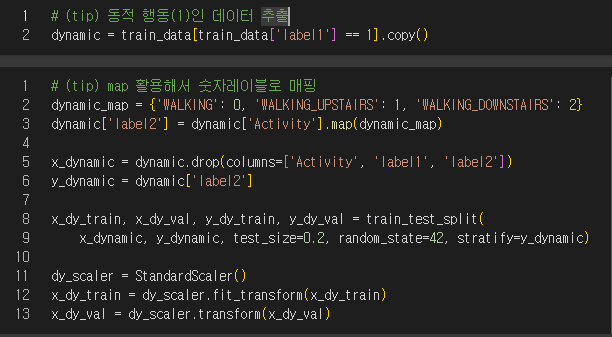 1 # (tip) 동적 행동(1)인 데이터 추출
2 dynamic = train_data[train_data['label1'] == 1].copy()
1 # (tip) map 활용해서 숫자레이블로 매핑
2 dynamic_map = {'WALKING': 0, 'WALKING_UPSTAIRS': 1, 'WALKING_DOWNSTAIRS': 2}
3 dynamic['label2'] = dynamic['Activity'].map(dynamic_map)
4
5 x_dynamic = dynamic.drop(columns=['Activity', 'label1', 'label2'])
6 y_dynamic = dynamic['label2']
7
8 x_dy_train, x_dy_val, y_dy_train, y_dy_val = train_test_split(
9     x_dynamic, y_dynamic, test_size=0.2, random_state=42, stratify=y_dynamic)
10
11 dy_scaler = StandardScaler()
12 x_dy_train = dy_scaler.fit_transform(x_dy_train)
13 x_dy_val = dy_scaler.transform(x_dy_val)